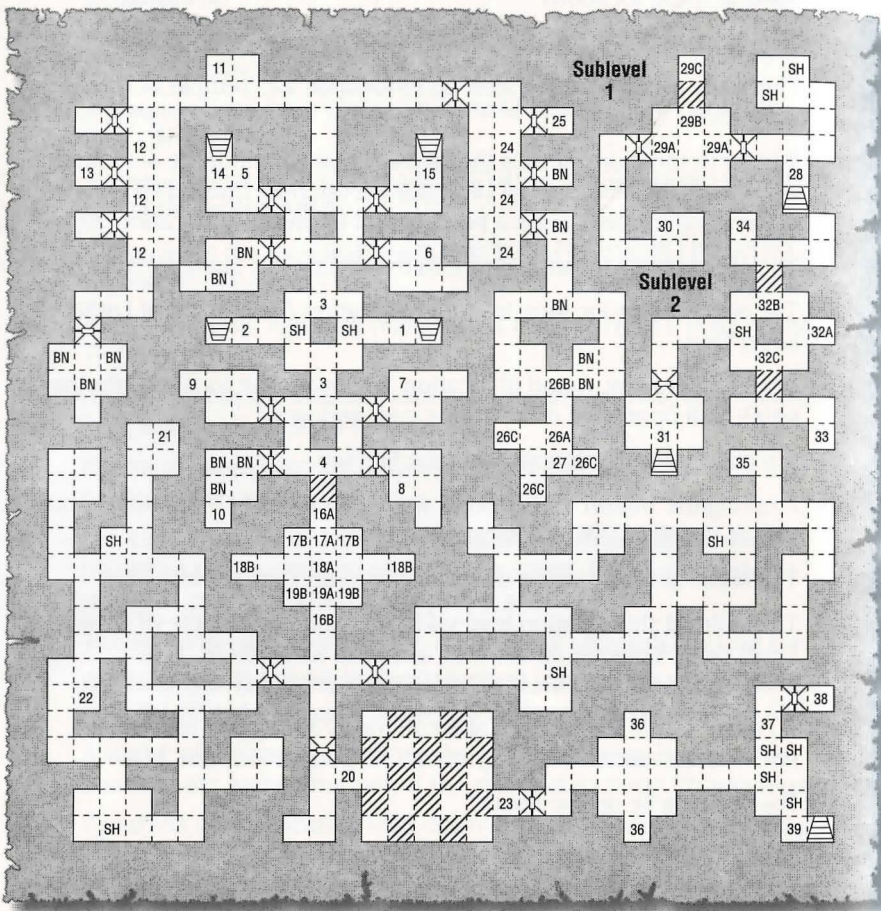 Sublevel 1
29C
SH
11
SH
29B
25
12
24
29A
29A
13
14
5
15
BN
28
12
24
BN
30
34
BN
6
12
24
BN
Sublevel 2
3
BN
32B
2
SH
SH
1
SH
32A
BN
BN
BN
32C
BN
9
3
7
26B
BN
21
26C
26A
31
33
BN
BN
4
27
26C
35
BN
8
26C
10
16A
SH
17B
17A
17B
SH
18B
18A
18B
19B
19A
19B
16B
SH
22
38
36
37
SH
SH
20
SH
23
SH
SH
36
39